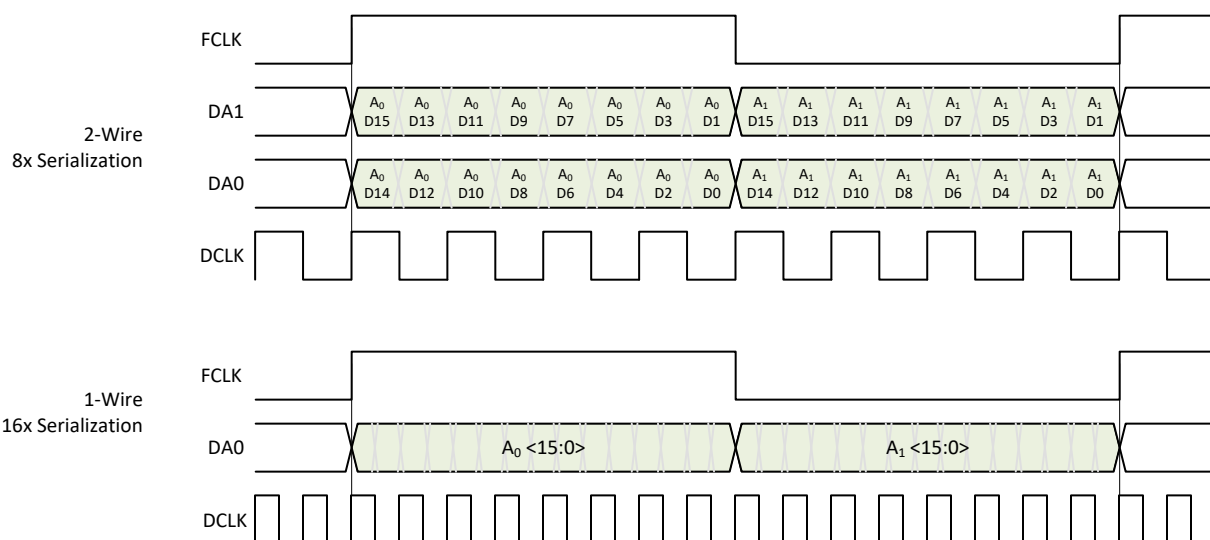 FCLK
DA1
A₀ A₀ A₀ A₀ A₀ A₀ A₀ A₀ A₁ A₁ A₁ A₁ A₁ A₁ A₁ A₁
D15 D13 D11 D9 D7 D5 D3 D1 D15 D13 D11 D9 D7 D5 D3 D1
2-Wire
8x Serialization
DA0
A₀ A₀ A₀ A₀ A₀ A₀ A₀ A₀ A₁ A₁ A₁ A₁ A₁ A₁ A₁ A₁
D14 D12 D10 D8 D6 D4 D2 D0 D14 D12 D10 D8 D6 D4 D2 D0
DCLK
FCLK
1-Wire
16x Serialization
DA0
A₀ <15:0> A₁ <15:0>
DCLK